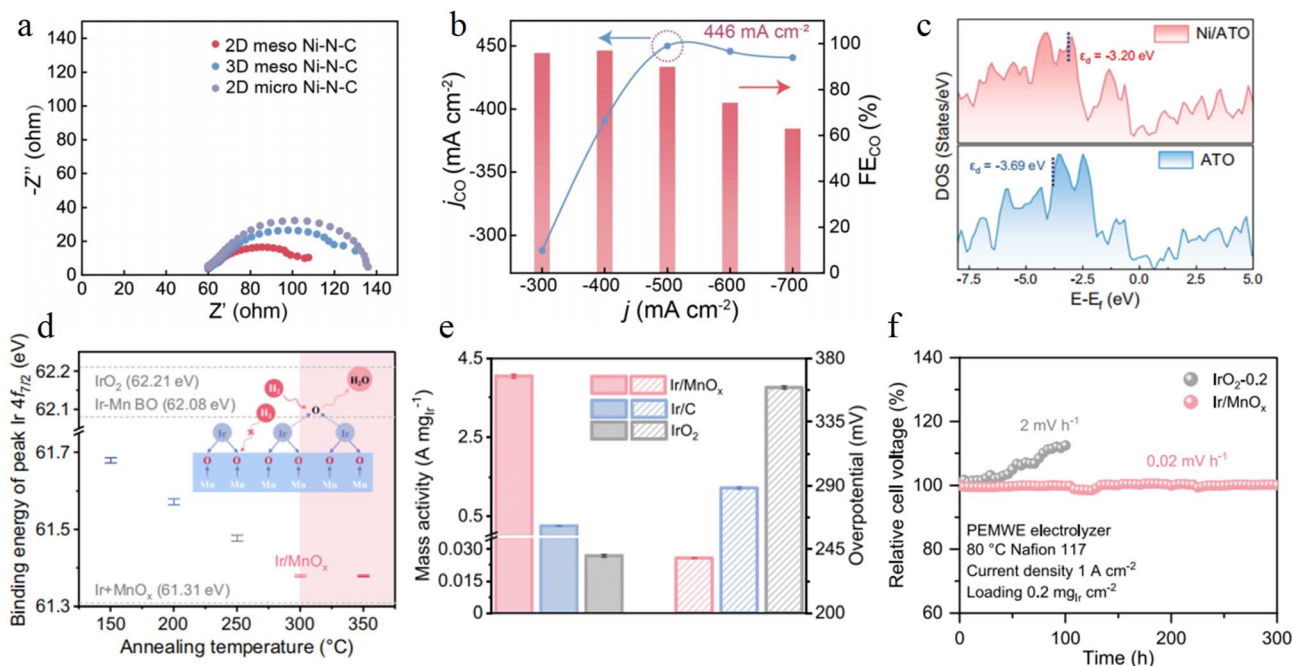 a
140
120
100
80
60
40
20
0
-Z'' (ohm)
2D meso Ni-N-C
3D meso Ni-N-C
2D micro Ni-N-C
0 20 40 60 80 100 120 140
Z' (ohm)
b
446 mA cm⁻²
-450
-400
-350
-300
j_CO (mA cm⁻²)
100
80
60
40
20
0
FE_CO (%)
-300 -400 -500 -600 -700
j (mA cm⁻²)
c
Ni/ATO
ε_d = -3.20 eV
ATO
ε_d = -3.69 eV
DOS (States/eV)
-7.5 -5.0 -2.5 0.0 2.5 5.0
E-E_f (eV)
d
Binding energy of peak Ir 4f_7/2 (eV)
62.2
62.1
61.7
61.5
61.3
IrO₂ (62.21 eV)
Ir-Mn BO (62.08 eV)
H₂ H₂O
H₂ O
Ir Ir Ir
O O O O O O
Mn Mn Mn Mn Mn Mn
Ir/MnOₓ
Ir+MnOₓ (61.31 eV)
150 200 250 300 350
Annealing temperature (°C)
e
Mass activity (A mg_Ir⁻¹)
4.5
2.5
0.5
0.030
0.015
0
Ir/MnOₓ
Ir/C
IrO₂
380
360
340
290
240
220
200
Overpotential (mV)
f
Relative cell voltage (%)
140
120
100
80
60
IrO₂-0.2
Ir/MnOₓ
2 mV h⁻¹
0.02 mV h⁻¹
PEMWE electrolyzer
80 °C Nafion 117
Current density 1 A cm⁻²
Loading 0.2 mg_Ir cm⁻²
0 100 200 300
Time (h)